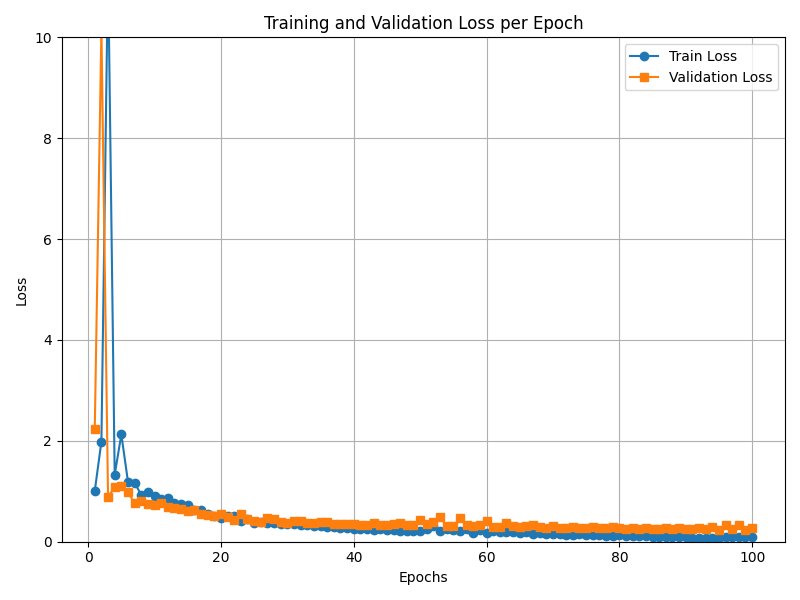 Training and Validation Loss per Epoch
10
8
6
4
2
0
Loss
Train Loss
Validation Loss
0 20 40 60 80 100
Epochs